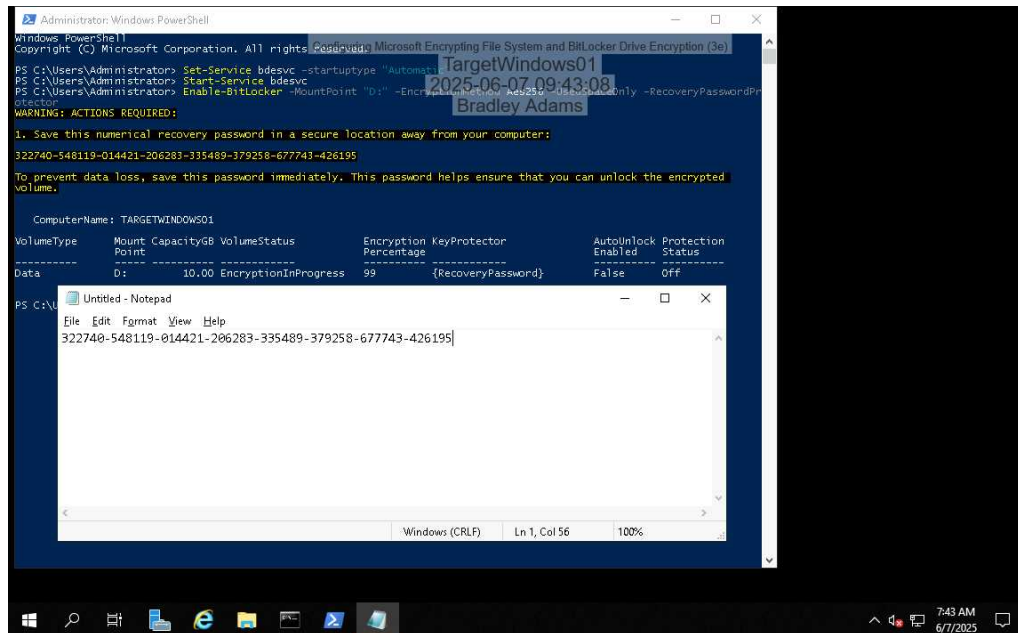 Administrator: Windows PowerShell
Windows PowerShell
Copyright (C) Microsoft Corporation. All rights reserved.
Configuring Microsoft Encrypting File System and BitLocker Drive Encryption (3e)
TargetWindows01
2025-06-07 09:43:08
Bradley Adams
PS C:\Users\Administrator> Set-Service bdesvc -startuptype "Automatic"
PS C:\Users\Administrator> Start-Service bdesvc
PS C:\Users\Administrator> Enable-BitLocker -MountPoint "D:" -EncryptionMethod Aes256 -UsedSpaceOnly -RecoveryPasswordPr
otector
WARNING: ACTIONS REQUIRED:
1. Save this numerical recovery password in a secure location away from your computer:
322740-548119-014421-206283-335489-379258-677743-426195
To prevent data loss, save this password immediately. This password helps ensure that you can unlock the encrypted
volume.
ComputerName: TARGETWINDOWS01
VolumeType Mount CapacityGB VolumeStatus Encryption KeyProtector AutoUnlock Protection
Point Percentage Enabled Status
---------- ----- ---------- ------------ ---------- ------------ ---------- ----------
Data D: 10.00 EncryptionInProgress 99 {RecoveryPassword} False Off
PS C:\U
Untitled - Notepad
File Edit Format View Help
322740-548119-014421-206283-335489-379258-677743-426195
Windows (CRLF) Ln 1, Col 56 100%
7:43 AM
6/7/2025